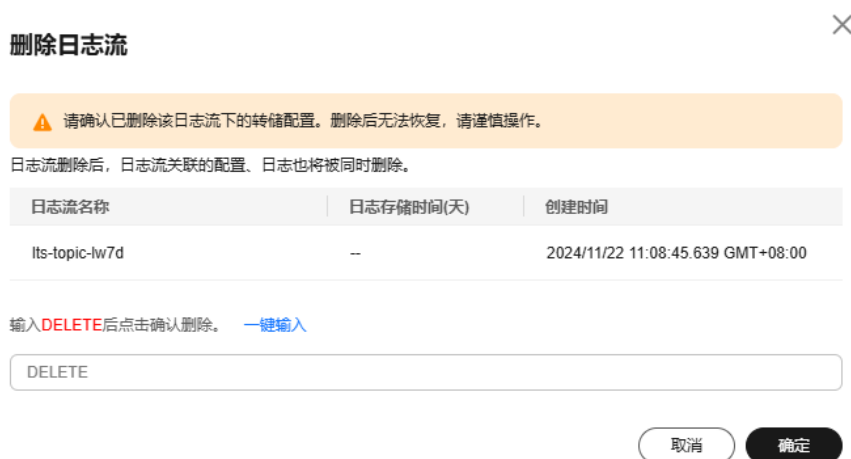 删除日志流
请确认已删除该日志流下的转储配置。删除后无法恢复，请谨慎操作。
日志流删除后，日志流关联的配置、日志也将被同时删除。
日志流名称 日志存储时间(天) 创建时间
lts-topic-lw7d -- 2024/11/22 11:08:45.639 GMT+08:00
输入DELETE后点击确认删除。 一键输入
DELETE
取消 确定